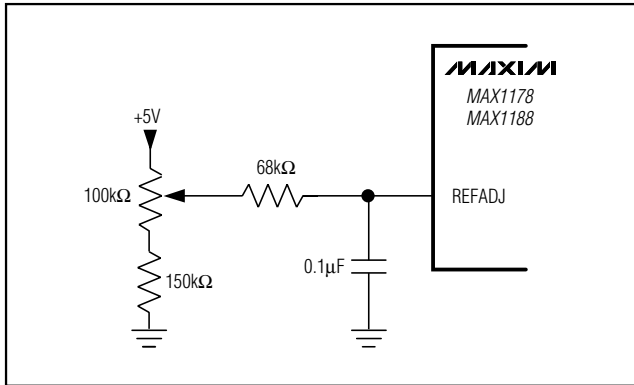 MAXIM
MAX1178
MAX1188
+5V
68kΩ
100kΩ
REFADJ
0.1µF
150kΩ